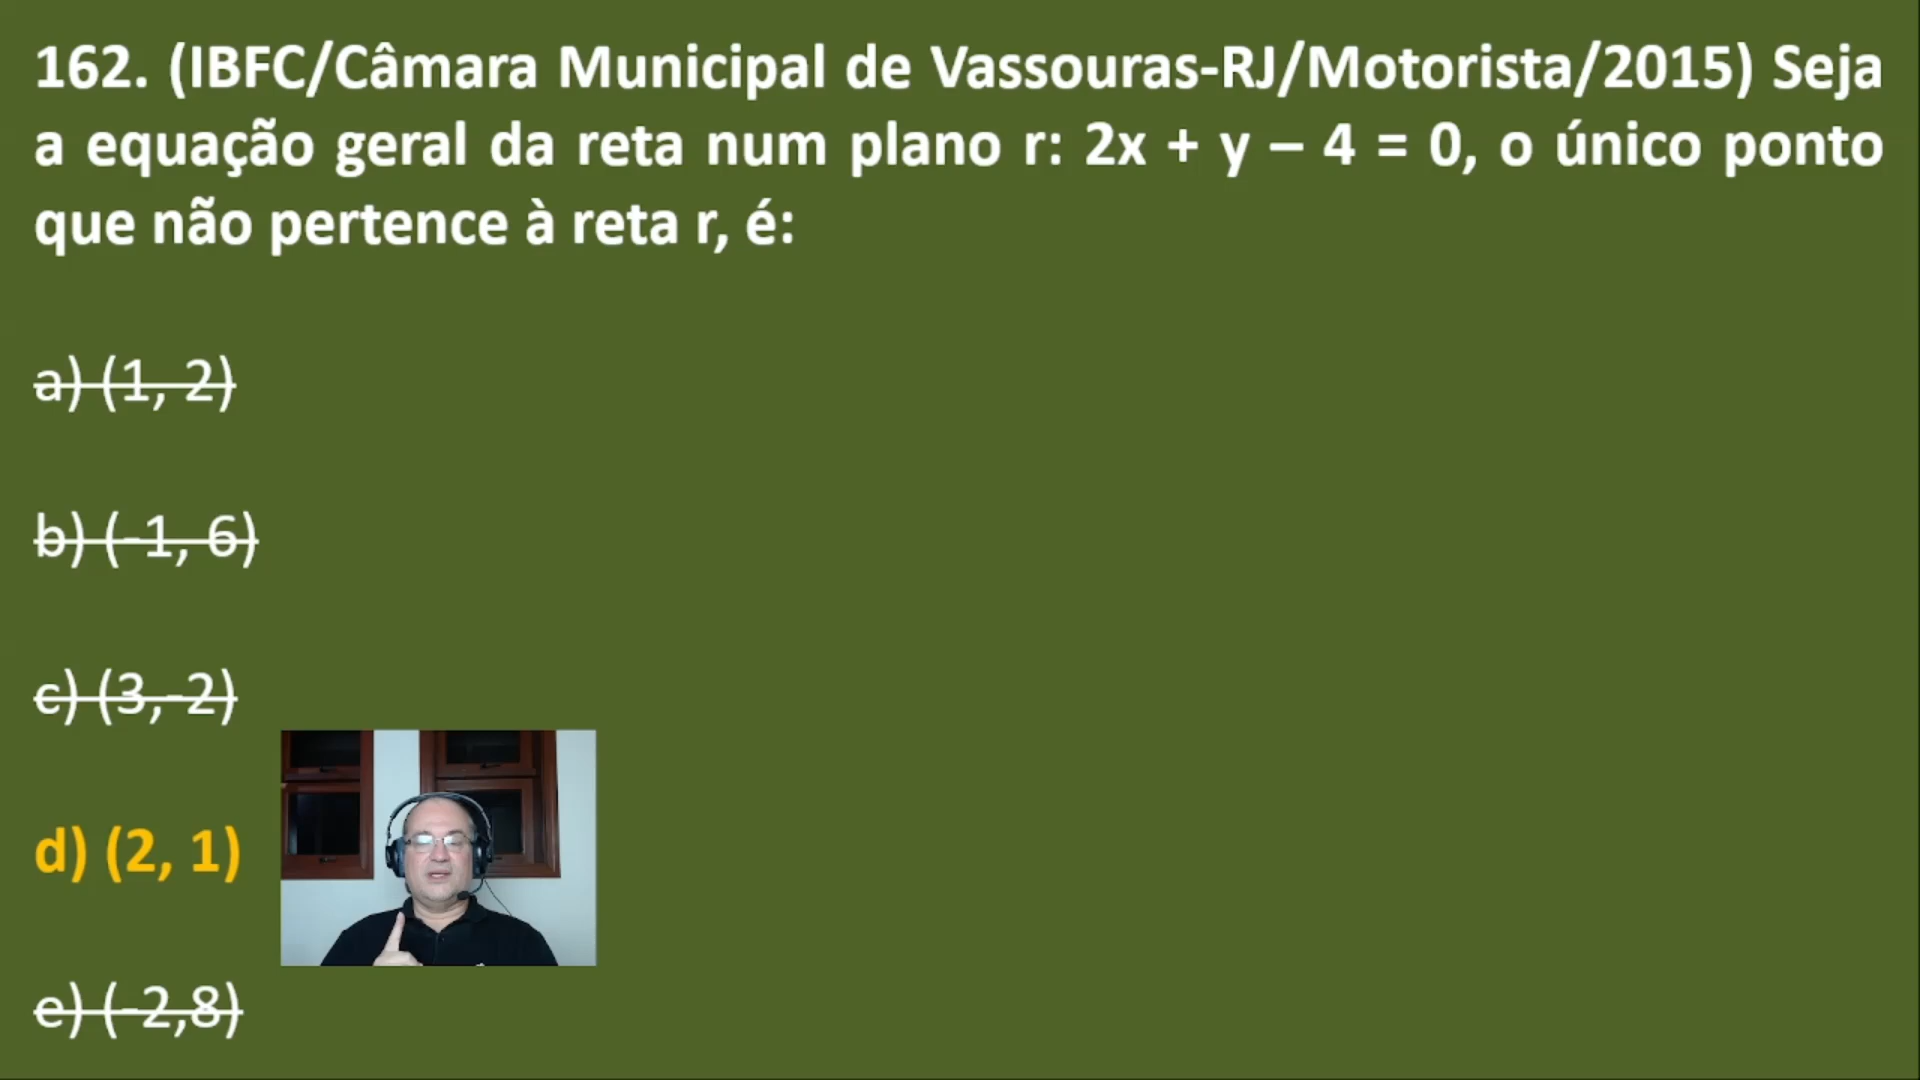 162. (IBFC/Câmara Municipal de Vassouras-RJ/Motorista/2015) Seja
a equação geral da reta num plano r: 2x + y – 4 = 0, o único ponto
que não pertence à reta r, é:
a) (1, 2)
b) (-1, 6)
c) (3,-2)
d) (2, 1)
e) (-2,8)